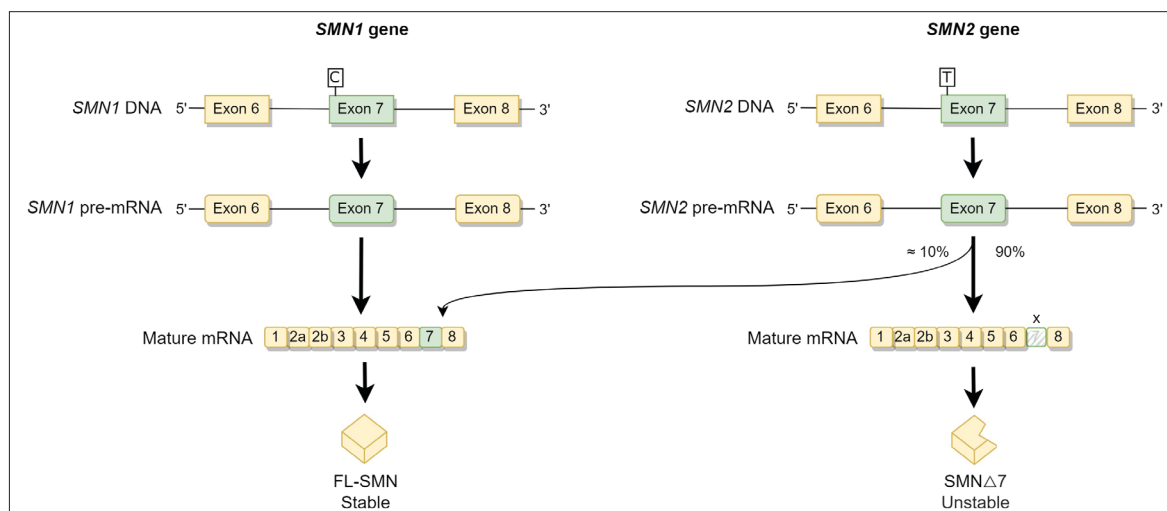 SMN1 gene
SMN2 gene
C
T
SMN1 DNA 5' Exon 6 Exon 7 Exon 8 3'
SMN2 DNA 5' Exon 6 Exon 7 Exon 8 3'
SMN1 pre-mRNA 5' Exon 6 Exon 7 Exon 8 3'
SMN2 pre-mRNA 5' Exon 6 Exon 7 Exon 8 3'
≈ 10% 90%
x
Mature mRNA 1 2a 2b 3 4 5 6 7 8
Mature mRNA 1 2a 2b 3 4 5 6 7 8
FL-SMN
Stable
SMN△7
Unstable